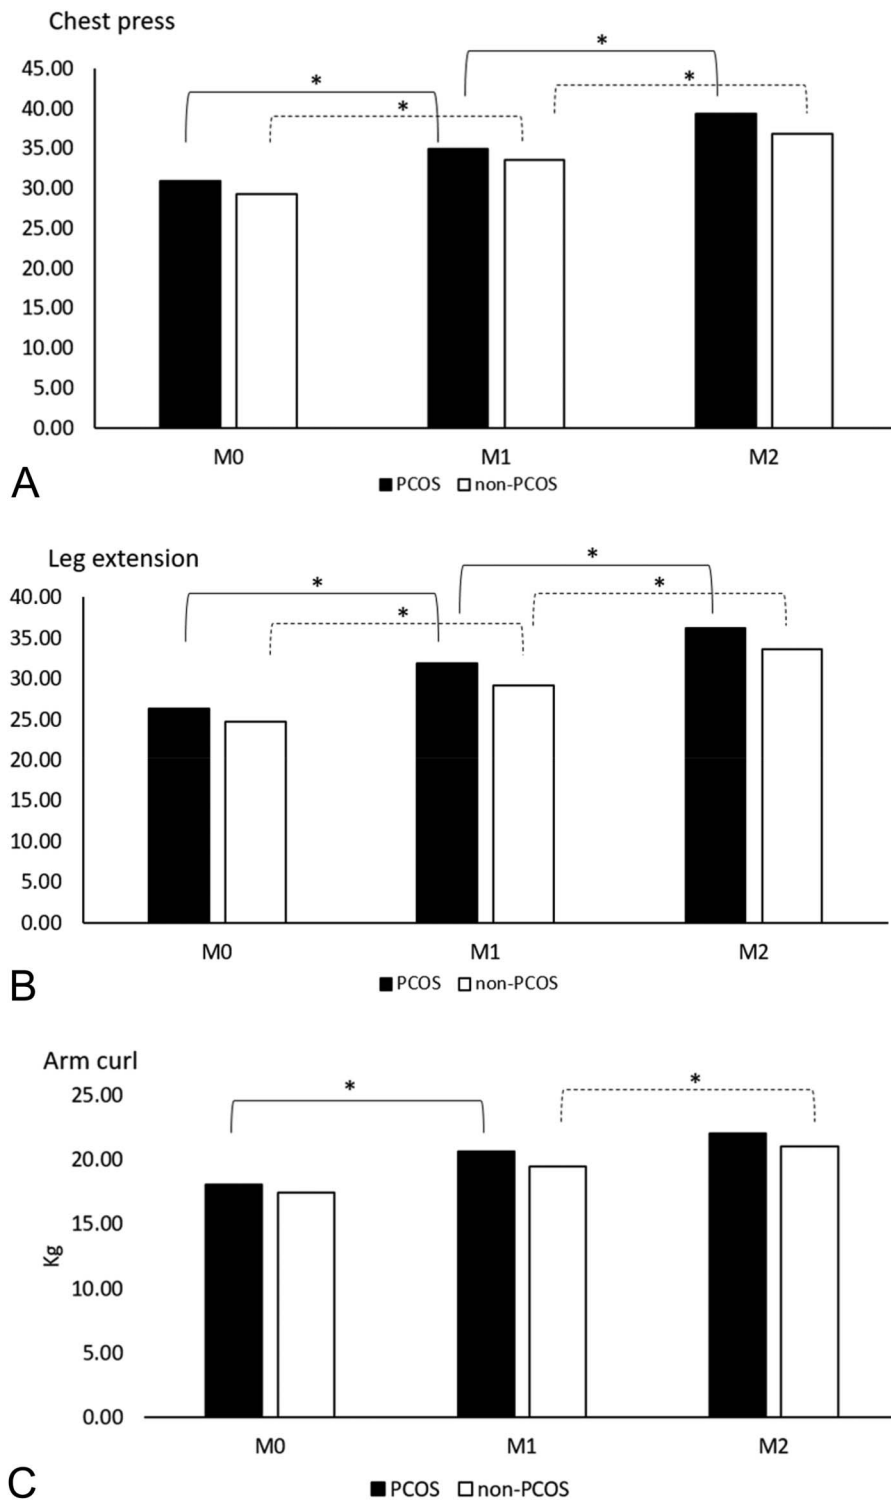 Chest press
*
*
*
*
45.00
40.00
35.00
30.00
25.00
20.00
15.00
10.00
5.00
0.00
M0 M1 M2
A
PCOS non-PCOS
Leg extension
*
*
*
*
40.00
35.00
30.00
25.00
20.00
15.00
10.00
5.00
0.00
M0 M1 M2
B
PCOS non-PCOS
Arm curl
*
*
25.00
20.00
15.00
10.00
5.00
0.00
Kg
M0 M1 M2
C
PCOS non-PCOS